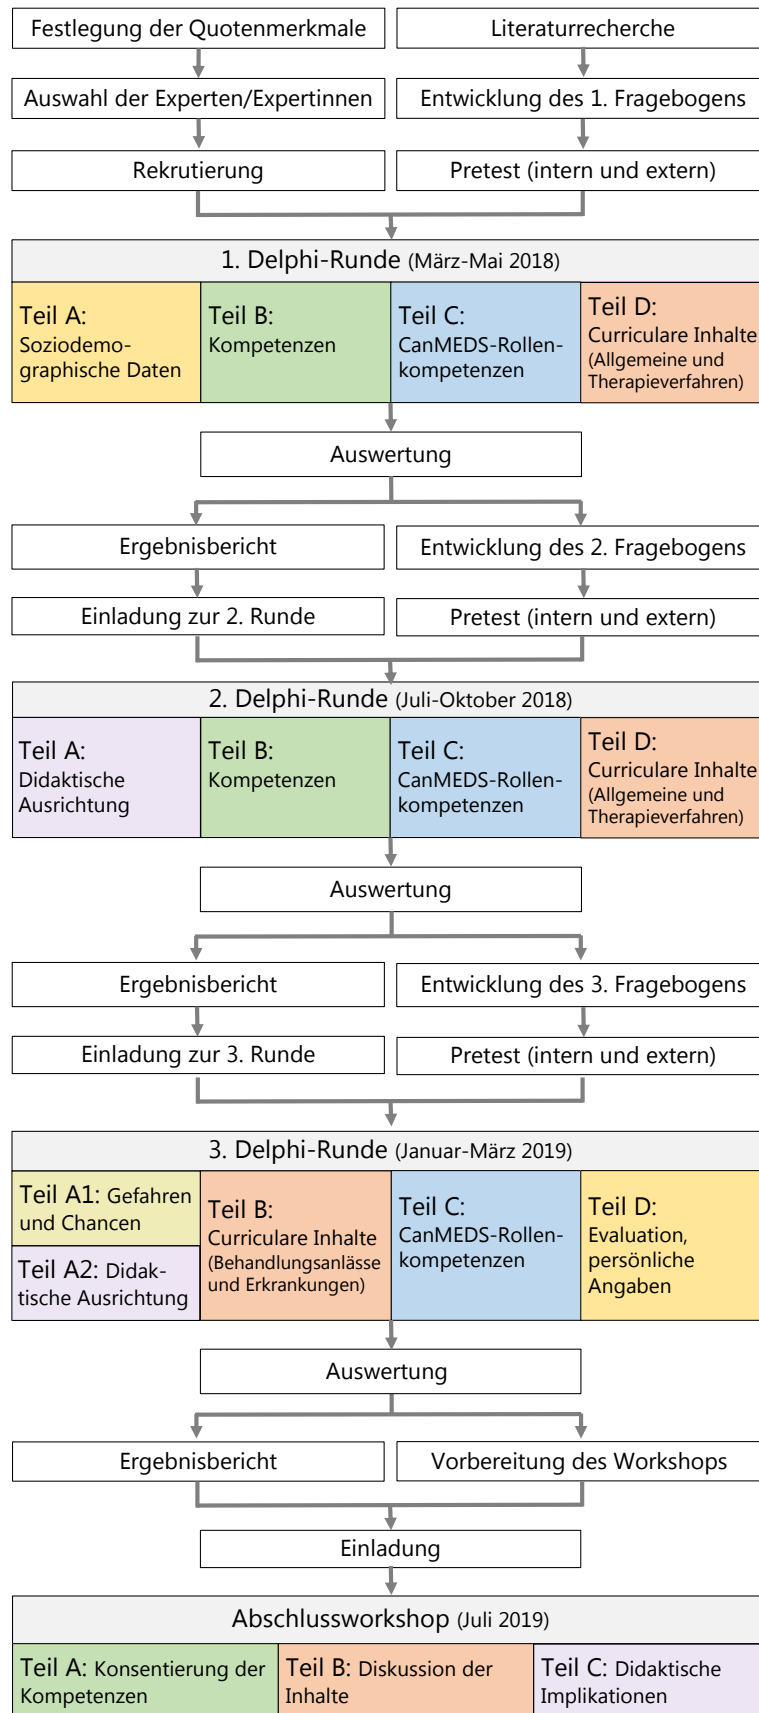 Festlegung der Quotenmerkmale
Literaturrecherche
Auswahl der Experten/Expertinnen
Entwicklung des 1. Fragebogens
Rekrutierung
Pretest (intern und extern)
1. Delphi-Runde (März-Mai 2018)
Teil A:
Soziodemo-
graphische Daten
Teil B:
Kompetenzen
Teil C:
CanMEDS-Rollen-
kompetenzen
Teil D:
Curriculare Inhalte
(Allgemeine und
Therapieverfahren)
Auswertung
Ergebnisbericht
Entwicklung des 2. Fragebogens
Einladung zur 2. Runde
Pretest (intern und extern)
2. Delphi-Runde (Juli-Oktober 2018)
Teil A:
Didaktische
Ausrichtung
Teil B:
Kompetenzen
Teil C:
CanMEDS-Rollen-
kompetenzen
Teil D:
Curriculare Inhalte
(Allgemeine und
Therapieverfahren)
Auswertung
Ergebnisbericht
Entwicklung des 3. Fragebogens
Einladung zur 3. Runde
Pretest (intern und extern)
3. Delphi-Runde (Januar-März 2019)
Teil A1: Gefahren
und Chancen
Teil A2: Didak-
tische Ausrichtung
Teil B:
Curriculare Inhalte
(Behandlungsanlässe
und Erkrankungen)
Teil C:
CanMEDS-Rollen-
kompetenzen
Teil D:
Evaluation,
persönliche
Angaben
Auswertung
Ergebnisbericht
Vorbereitung des Workshops
Einladung
Abschlussworkshop (Juli 2019)
Teil A: Konsentierung der
Kompetenzen
Teil B: Diskussion der
Inhalte
Teil C: Didaktische
Implikationen